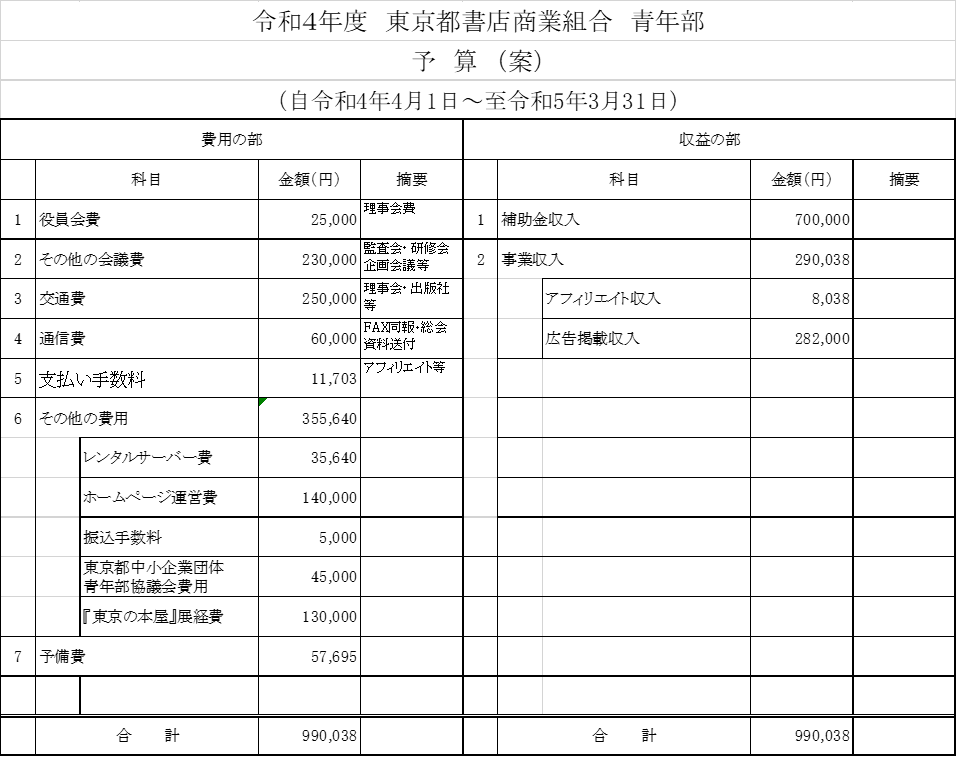 令和4年度 東京都書店商業組合 青年部
予 算 （案）
（自令和4年4月1日～至令和5年3月31日）
費用の部 収益の部
科目 金額（円） 摘要 科目 金額（円） 摘要
1 役員会費 25,000 理事会費 1 補助金収入 700,000
2 その他の会議費 230,000 監査会・研修会
企画会議等 2 事業収入 290,038
3 交通費 250,000 理事会・出版社
等 アフィリエイト収入 8,038
4 通信費 60,000 FAX同報・総会
資料送付 広告掲載収入 282,000
5 支払い手数料 11,703 アフィリエイト等
6 その他の費用 355,640
レンタルサーバー費 35,640
ホームページ運営費 140,000
振込手数料 5,000
東京都中小企業団体
青年部協議会費用 45,000
『東京の本屋』展経費 130,000
7 予備費 57,695
合 計 990,038 合 計 990,038